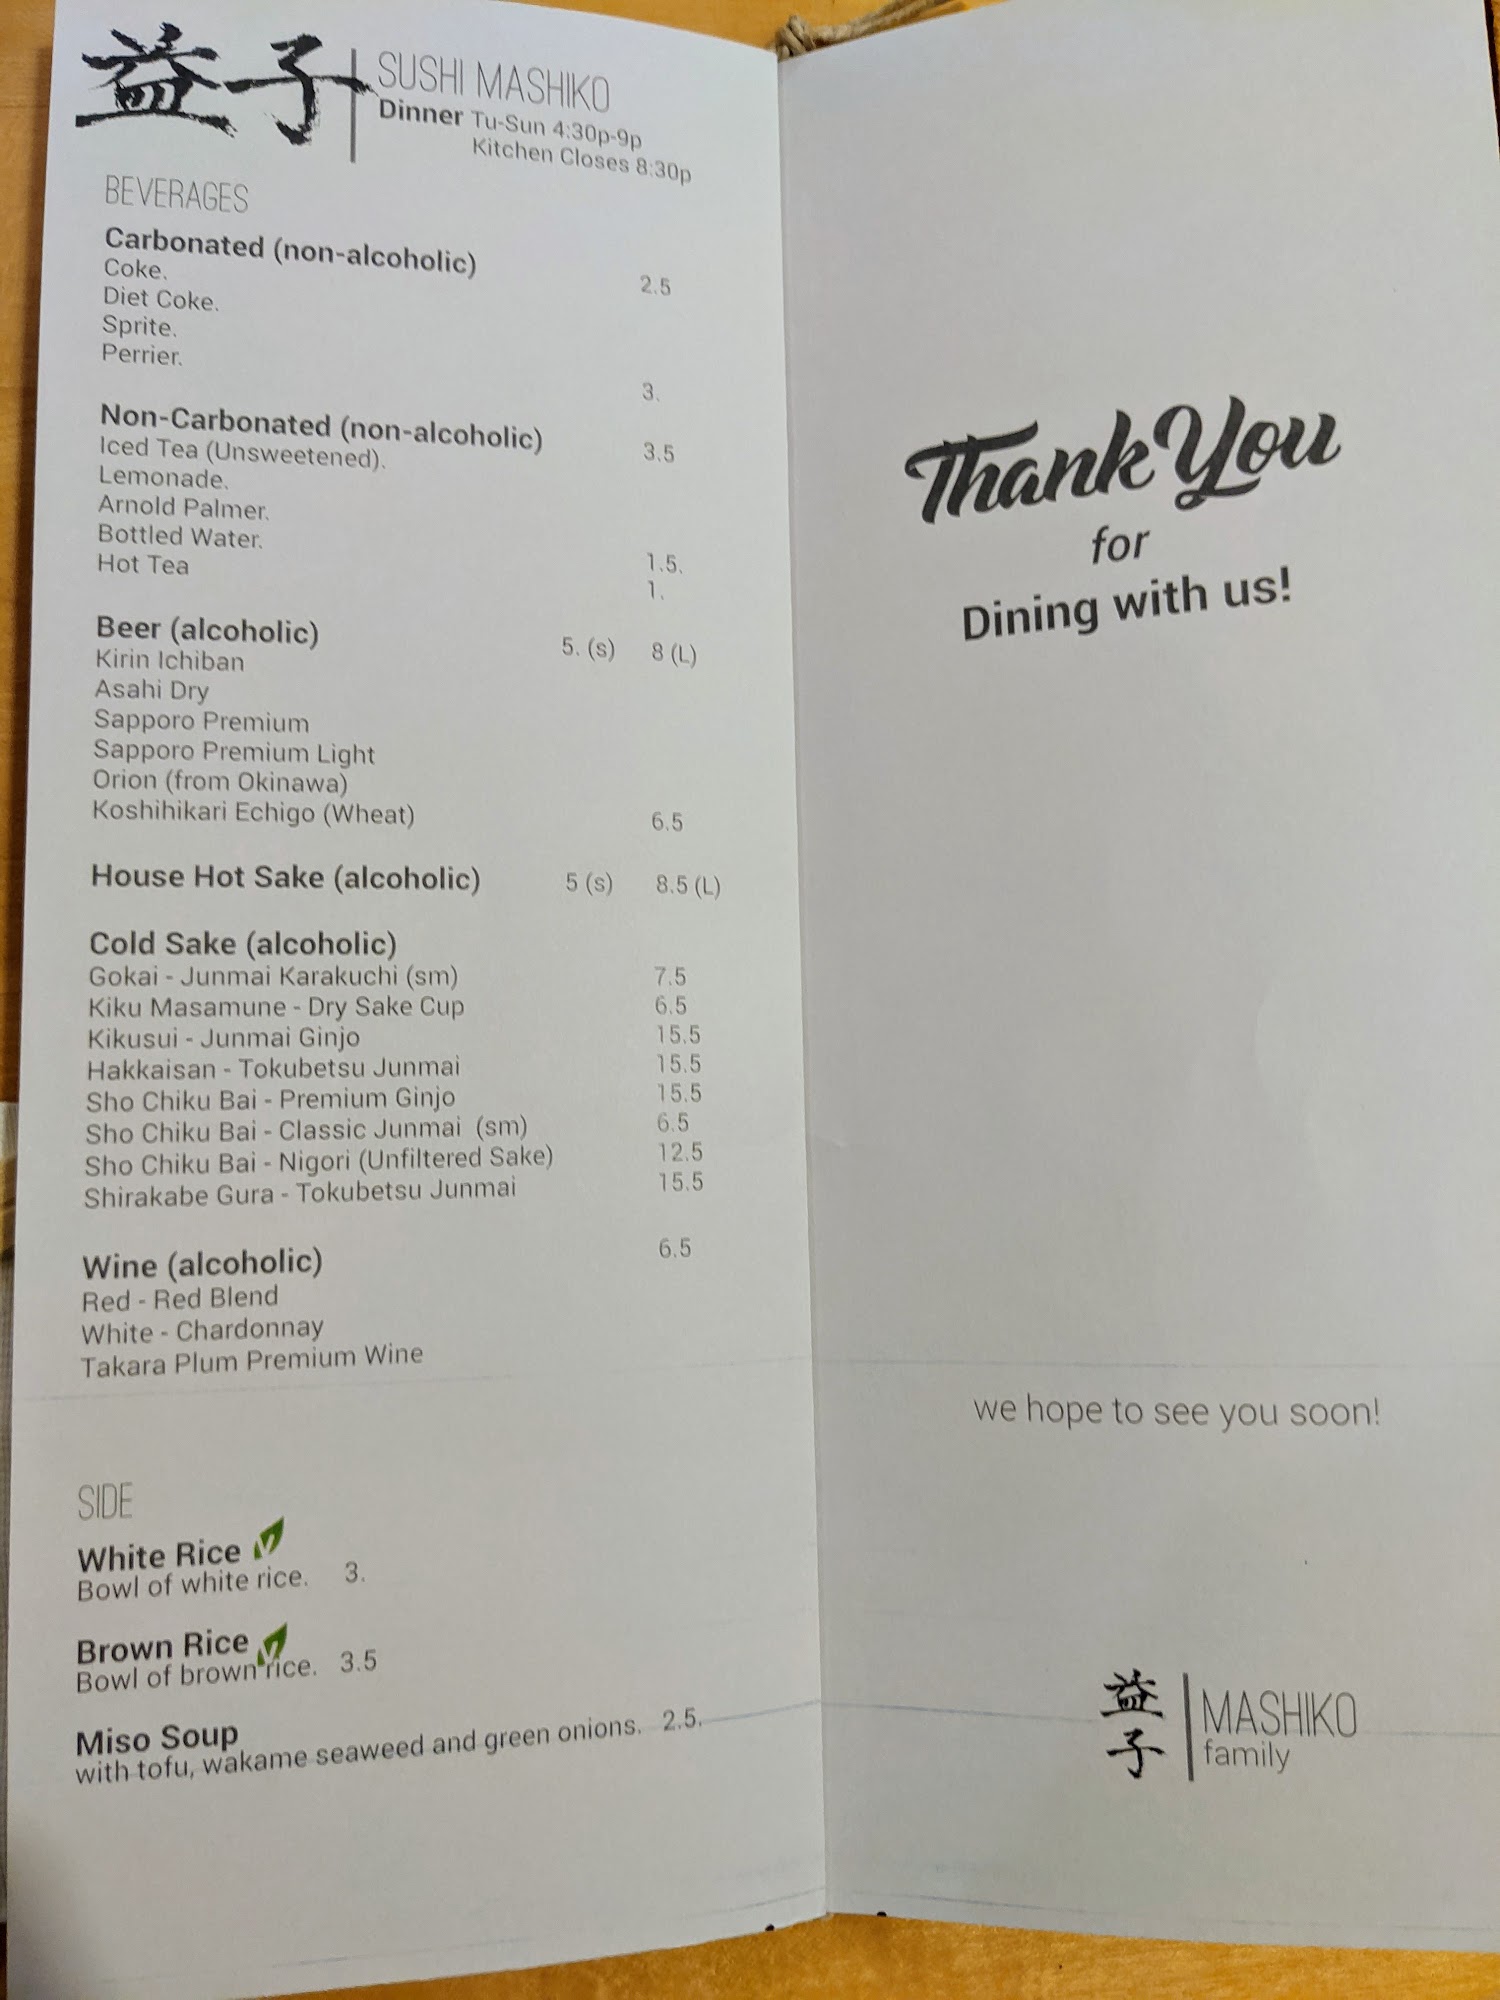 益子
SUSHI MASHIKO
Dinner Tu-Sun 4:30p-9p
Kitchen Closes 8:30p
BEVERAGES
Carbonated (non-alcoholic)
Coke. 2.5
Diet Coke.
Sprite.
Perrier. 3.
Non-Carbonated (non-alcoholic)
Iced Tea (Unsweetened). 3.5
Lemonade.
Arnold Palmer.
Bottled Water. 1.5.
Hot Tea 1.
Beer (alcoholic)
Kirin Ichiban 5. (s) 8 (L)
Asahi Dry
Sapporo Premium
Sapporo Premium Light
Orion (from Okinawa)
Koshihikari Echigo (Wheat) 6.5
House Hot Sake (alcoholic) 5 (s) 8.5 (L)
Cold Sake (alcoholic)
Gokai - Junmai Karakuchi (sm) 7.5
Kiku Masamune - Dry Sake Cup 6.5
Kikusui - Junmai Ginjo 15.5
Hakkaisan - Tokubetsu Junmai 15.5
Sho Chiku Bai - Premium Ginjo 15.5
Sho Chiku Bai - Classic Junmai (sm) 6.5
Sho Chiku Bai - Nigori (Unfiltered Sake) 12.5
Shirakabe Gura - Tokubetsu Junmai 15.5
Wine (alcoholic) 6.5
Red - Red Blend
White - Chardonnay
Takara Plum Premium Wine
SIDE
White Rice V
Bowl of white rice. 3.
Brown Rice V
Bowl of brown rice. 3.5
Miso Soup
with tofu, wakame seaweed and green onions. 2.5.
Thank You
for
Dining with us!
we hope to see you soon!
益子
MASHIKO
family